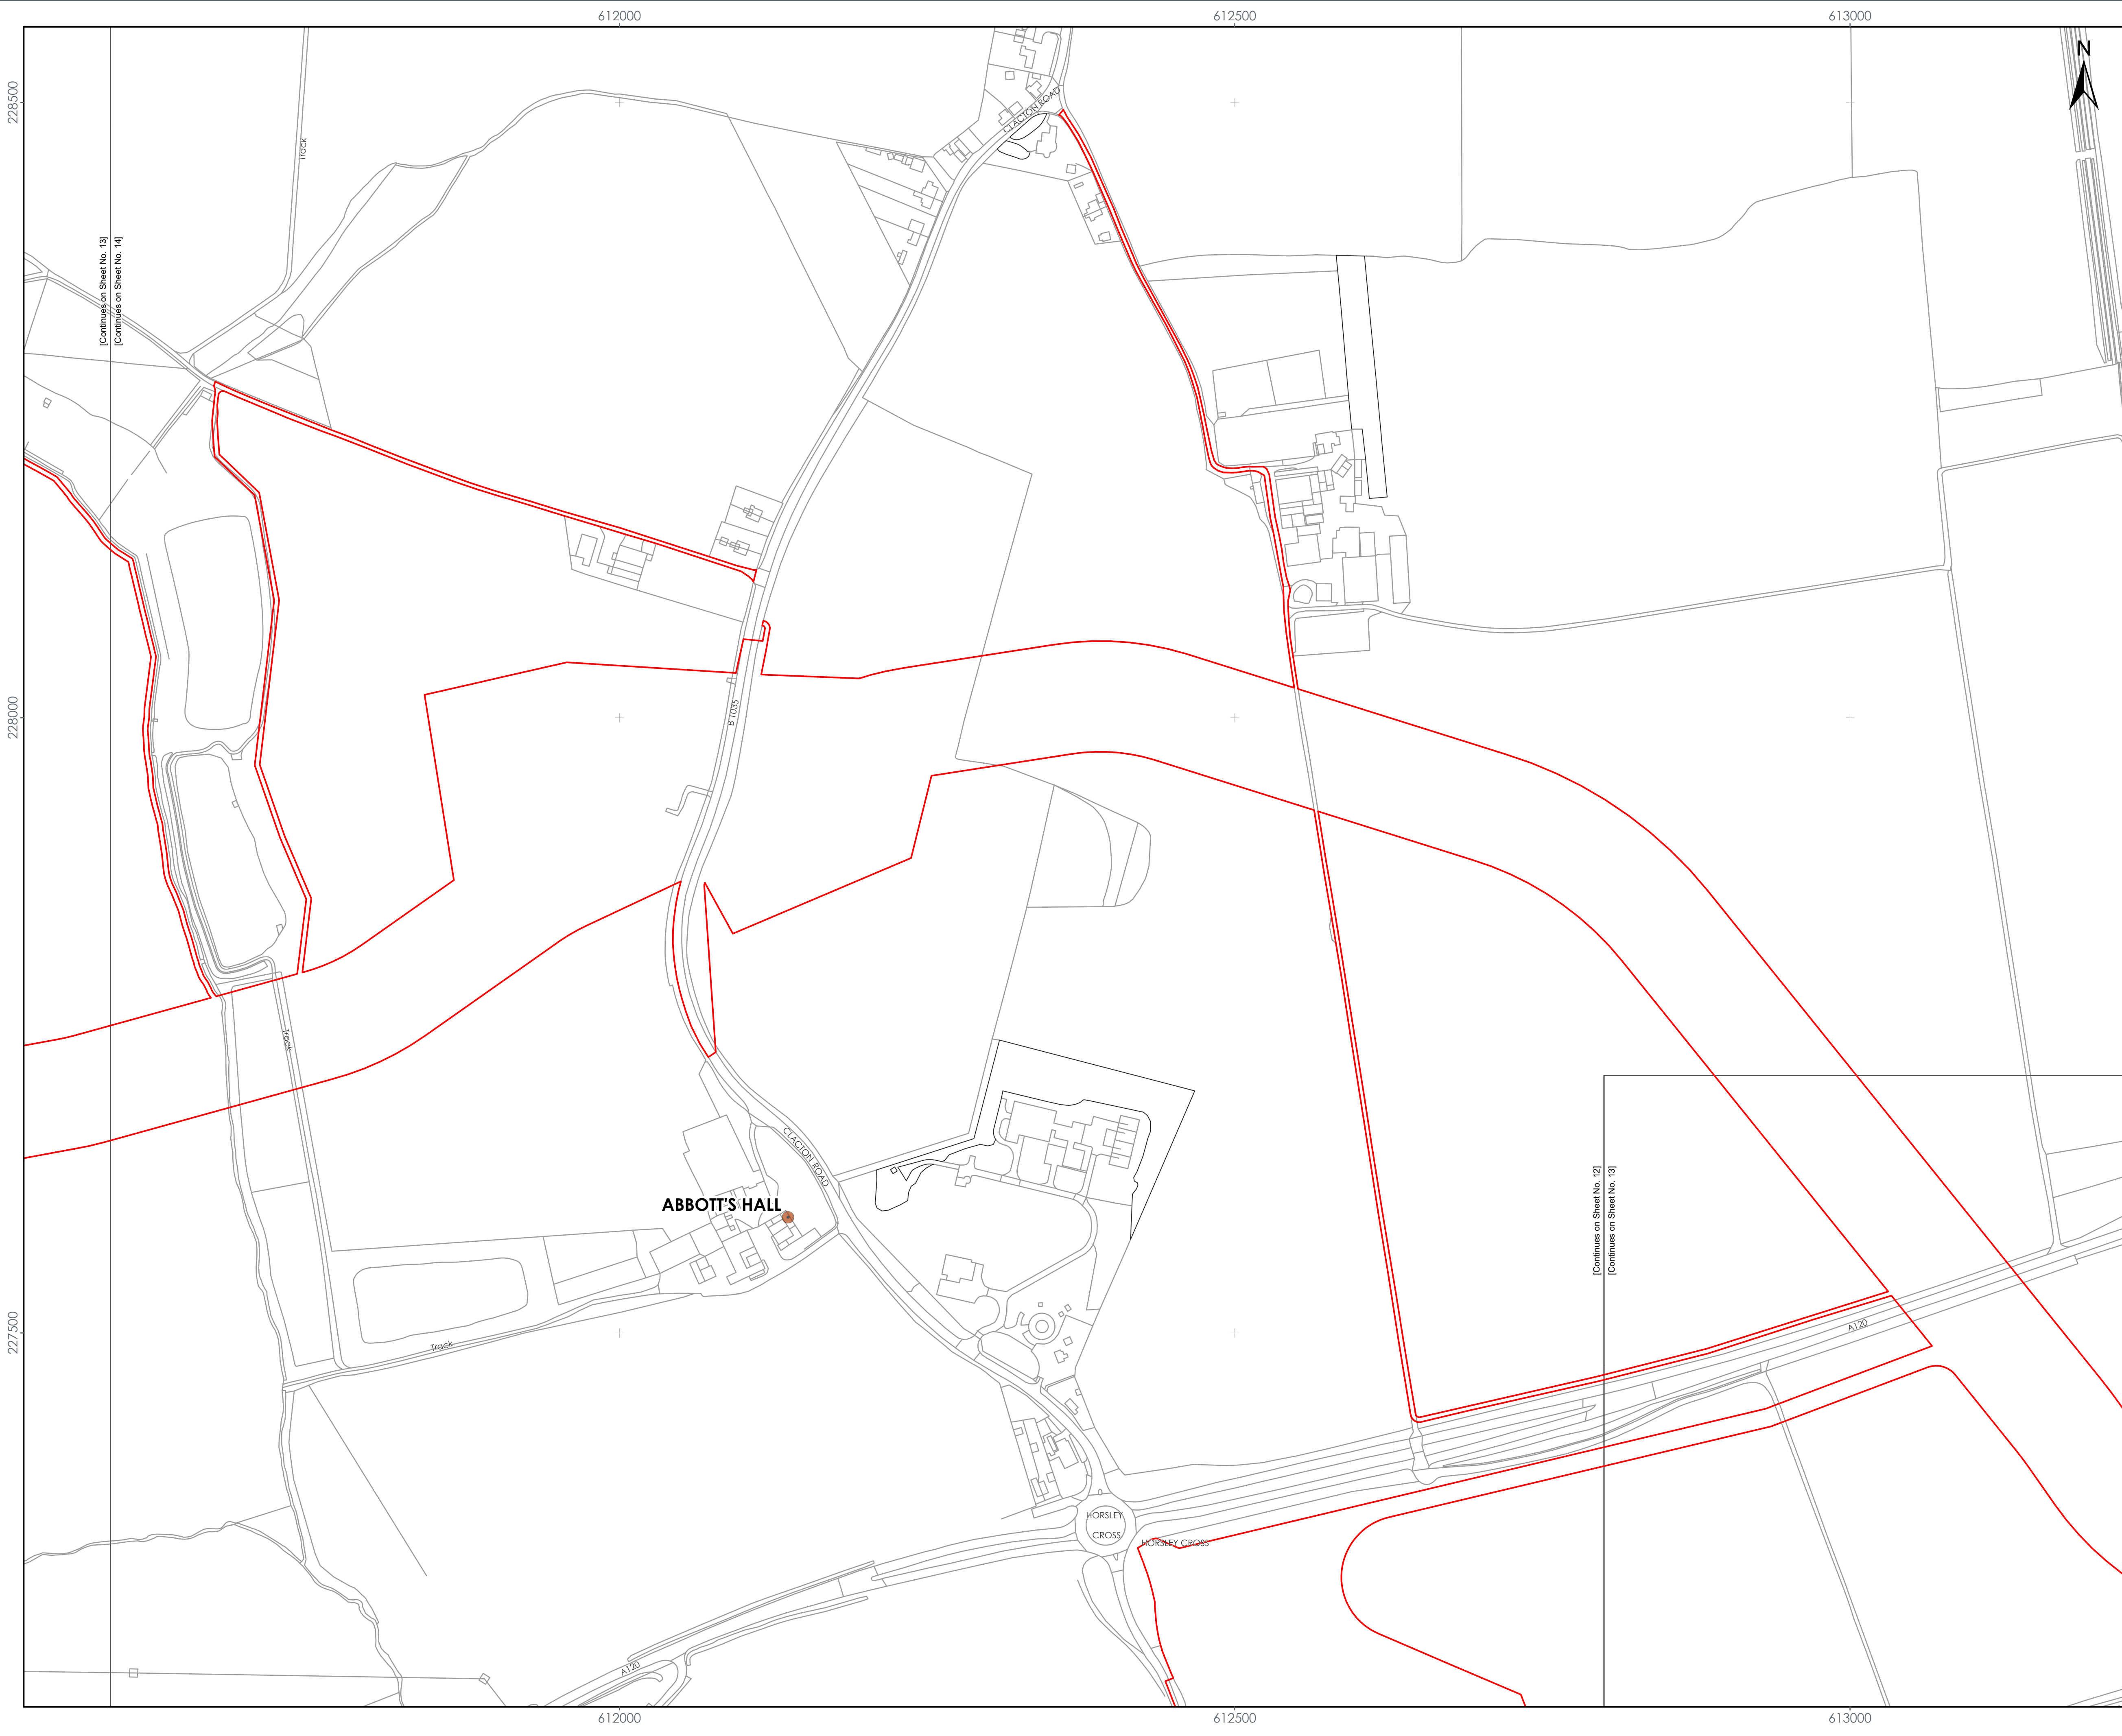 612000
612500
613000
N
228500
CLACTON ROAD
Track
[Continues on Sheet No. 13]
[Continues on Sheet No. 14]
228000
B 1035
Track
CLACTON ROAD
ABBOTT'S HALL
[Continues on Sheet No. 12]
[Continues on Sheet No. 13]
227500
A120
Track
HORSLEY
CROSS
HORSLEY CROSS
A120
612000
612500
613000